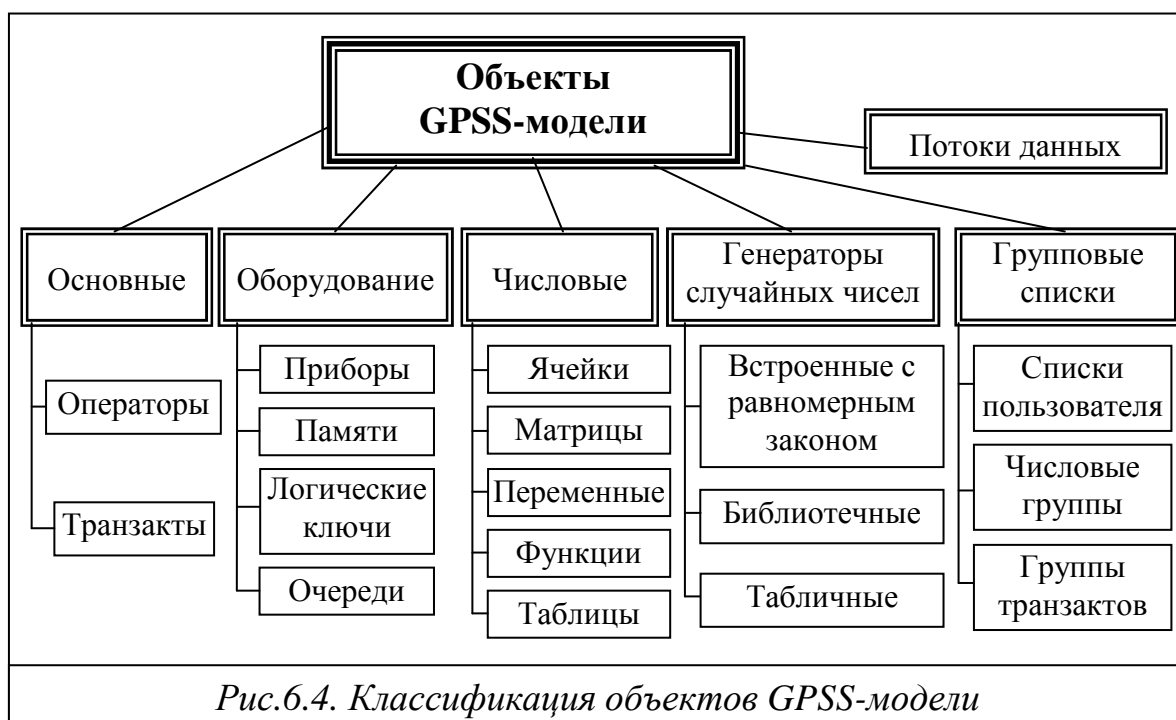 Объекты
GPSS-модели
Потоки данных
Основные
Оборудование
Числовые
Генераторы
случайных чисел
Групповые
списки
Операторы
Транзакты
Приборы
Памяти
Логические
ключи
Очереди
Ячейки
Матрицы
Переменные
Функции
Таблицы
Встроенные с
равномерным
законом
Библиотечные
Табличные
Списки
пользователя
Числовые
группы
Группы
транзактов
Рис.6.4. Классификация объектов GPSS-модели